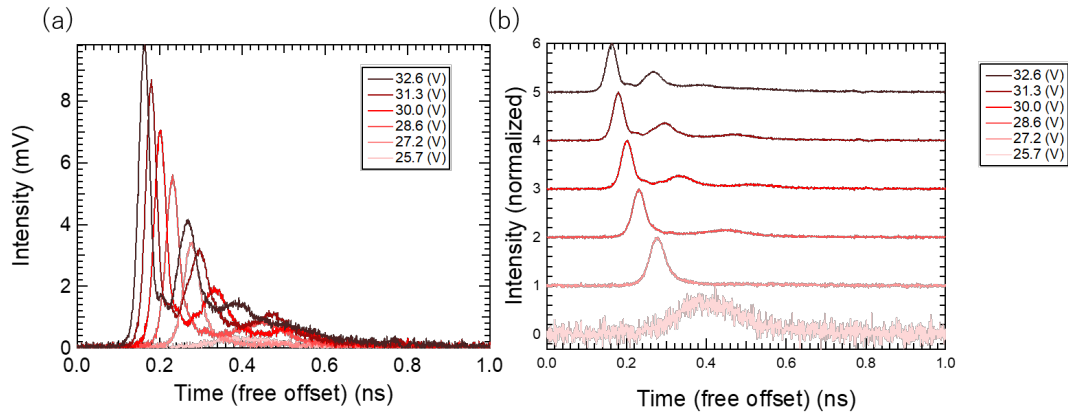 (a)
Intensity (mV)
8
6
4
2
0
32.6 (V)
31.3 (V)
30.0 (V)
28.6 (V)
27.2 (V)
25.7 (V)
0.0 0.2 0.4 0.6 0.8 1.0
Time (free offset) (ns)
(b)
Intensity (normalized)
6
5
4
3
2
1
0
0.0 0.2 0.4 0.6 0.8 1.0
Time (free offset) (ns)
32.6 (V)
31.3 (V)
30.0 (V)
28.6 (V)
27.2 (V)
25.7 (V)